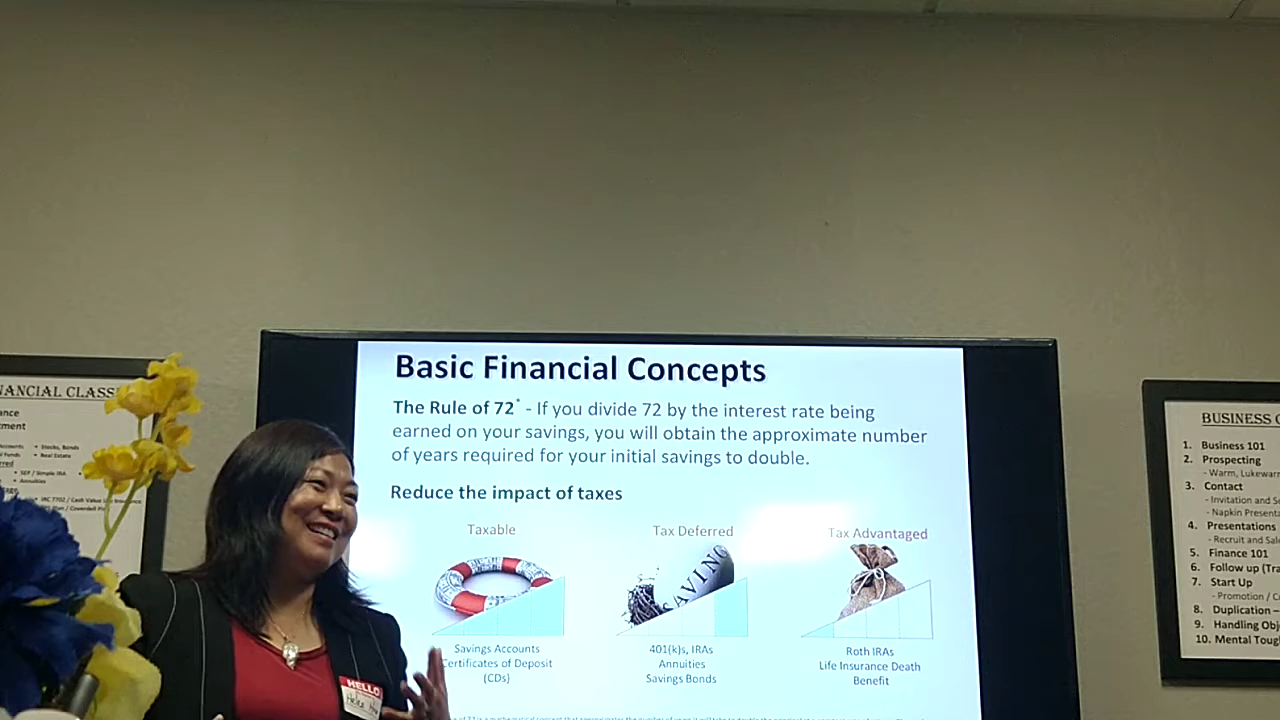 NANCIAL CLASS
Stocks, Bonds
Real Estate
SEP / Simple IRA
Annuities
Basic Financial Concepts
The Rule of 72* - If you divide 72 by the interest rate being
earned on your savings, you will obtain the approximate number
of years required for your initial savings to double.
Reduce the impact of taxes
Taxable
Tax Deferred
Tax Advantaged
SAVING
Savings Accounts
Certificates of Deposit
(CDs)
401(k)s, IRAs
Annuities
Savings Bonds
Roth IRAs
Life Insurance Death
Benefit
HELLO
BUSINESS
1. Business 101
2. Prospecting
- Warm, Lukewarm
3. Contact
- Invitation and
- Napkin Present
4. Presentations
- Recruit and
5. Finance 101
6. Follow up
7. Start Up
- Promotion /
8. Duplication –
9. Handling
10. Mental